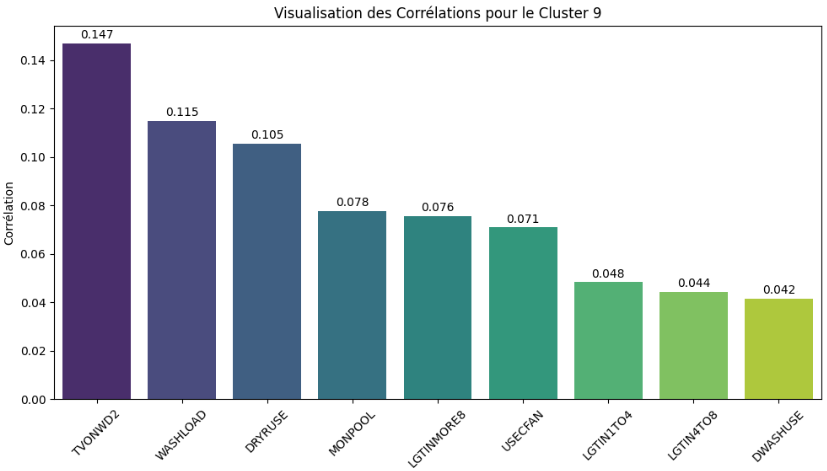 Visualisation des Corrélations pour le Cluster 9
Corrélation
0.14
0.12
0.10
0.08
0.06
0.04
0.02
0.00
0.147
0.115
0.105
0.078
0.076
0.071
0.048
0.044
0.042
TVONWD2
WASHLOAD
DRYRUSE
MONPOOL
LGTINMORE8
USECFAN
LGTIN1TO4
LGTIN4TO8
DWASHUSE